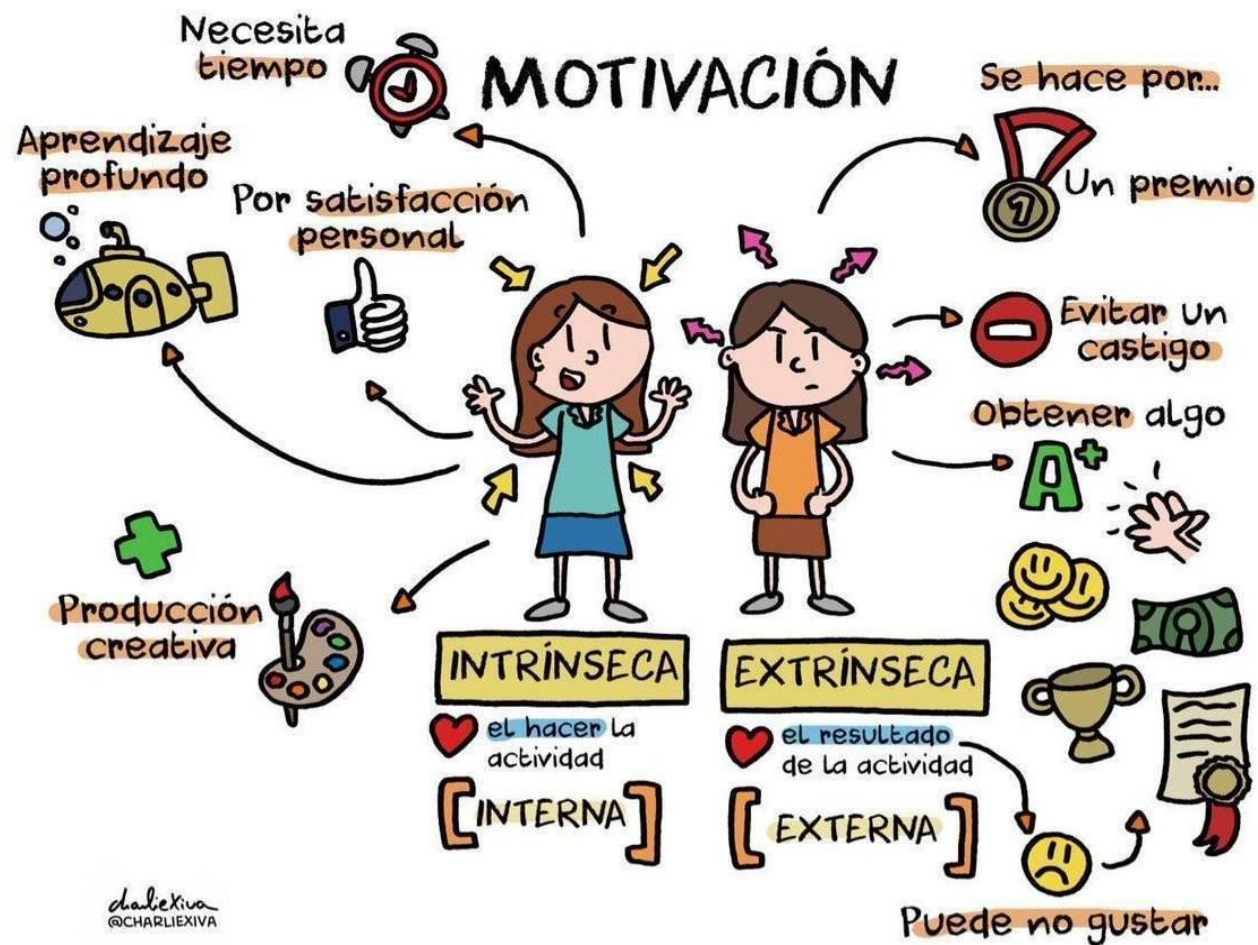 MOTIVACIÓN
Necesita
tiempo
Aprendizaje
profundo
Por satisfacción
personal
Producción
creativa
INTRÍNSECA
el hacer la
actividad
[INTERNA]
Se hace por...
1
Un premio
Evitar un
castigo
Obtener algo
A+
EXTRÍNSECA
el resultado
de la actividad
[EXTERNA]
Puede no gustar
charlieXiva
@CHARLIEXIVA